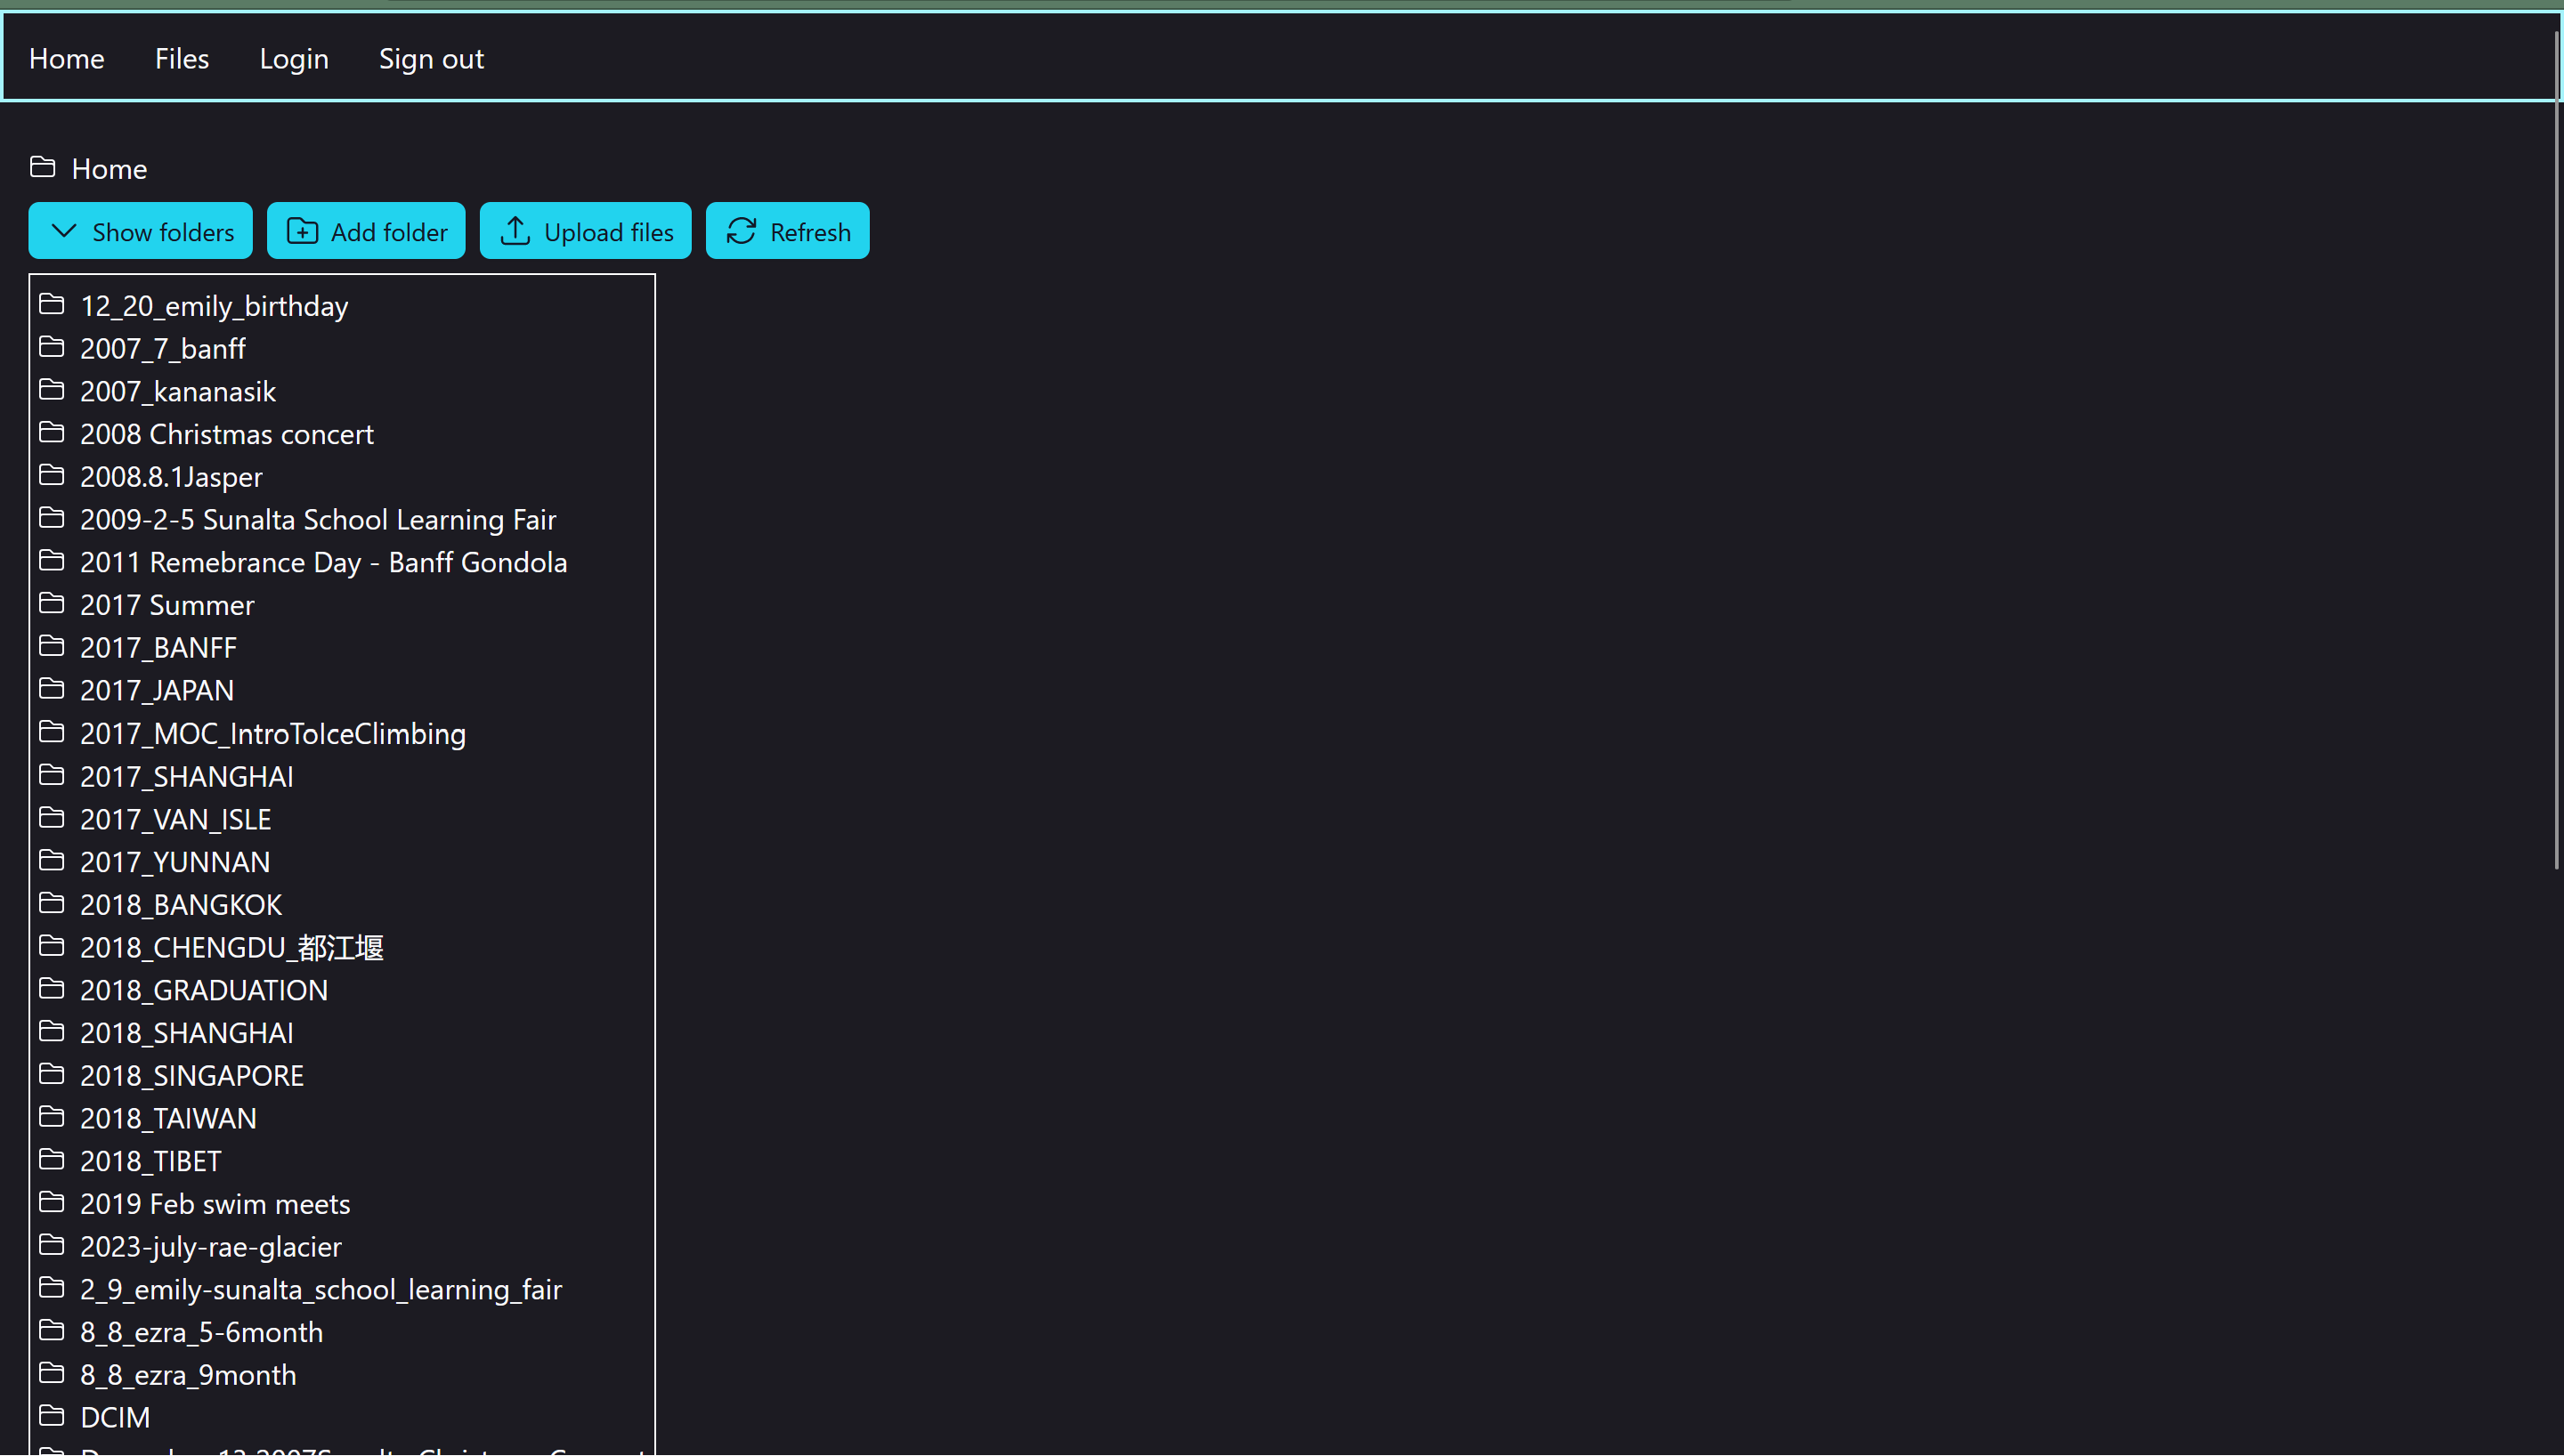 Home Files Login Sign out
Home
Show folders Add folder Upload files Refresh
12_20_emily_birthday
2007_7_banff
2007_kananasik
2008 Christmas concert
2008.8.1Jasper
2009-2-5 Sunalta School Learning Fair
2011 Remebrance Day - Banff Gondola
2017 Summer
2017_BANFF
2017_JAPAN
2017_MOC_IntroToIceClimbing
2017_SHANGHAI
2017_VAN_ISLE
2017_YUNNAN
2018_BANGKOK
2018_CHENGDU_都江堰
2018_GRADUATION
2018_SHANGHAI
2018_SINGAPORE
2018_TAIWAN
2018_TIBET
2019 Feb swim meets
2023-july-rae-glacier
2_9_emily-sunalta_school_learning_fair
8_8_ezra_5-6month
8_8_ezra_9month
DCIM